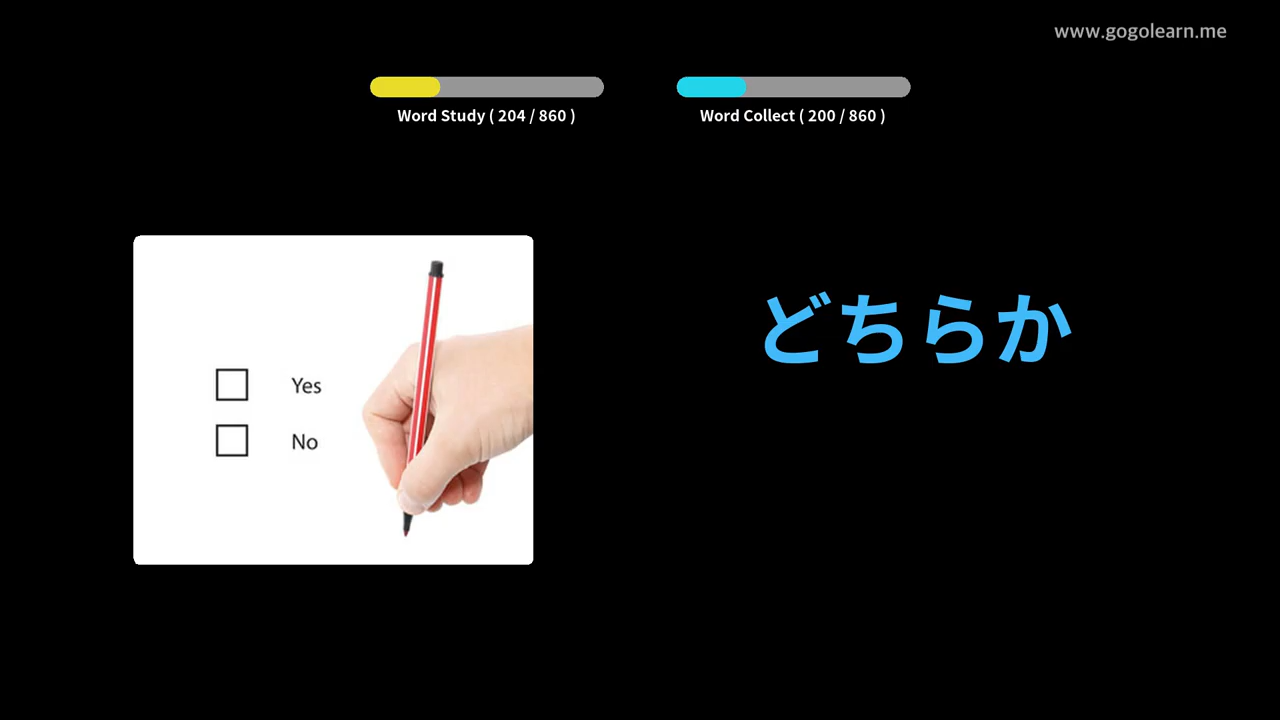 www.gogolearn.me
Word Study ( 204 / 860 )
Word Collect ( 200 / 860 )
どちらか
Yes
No